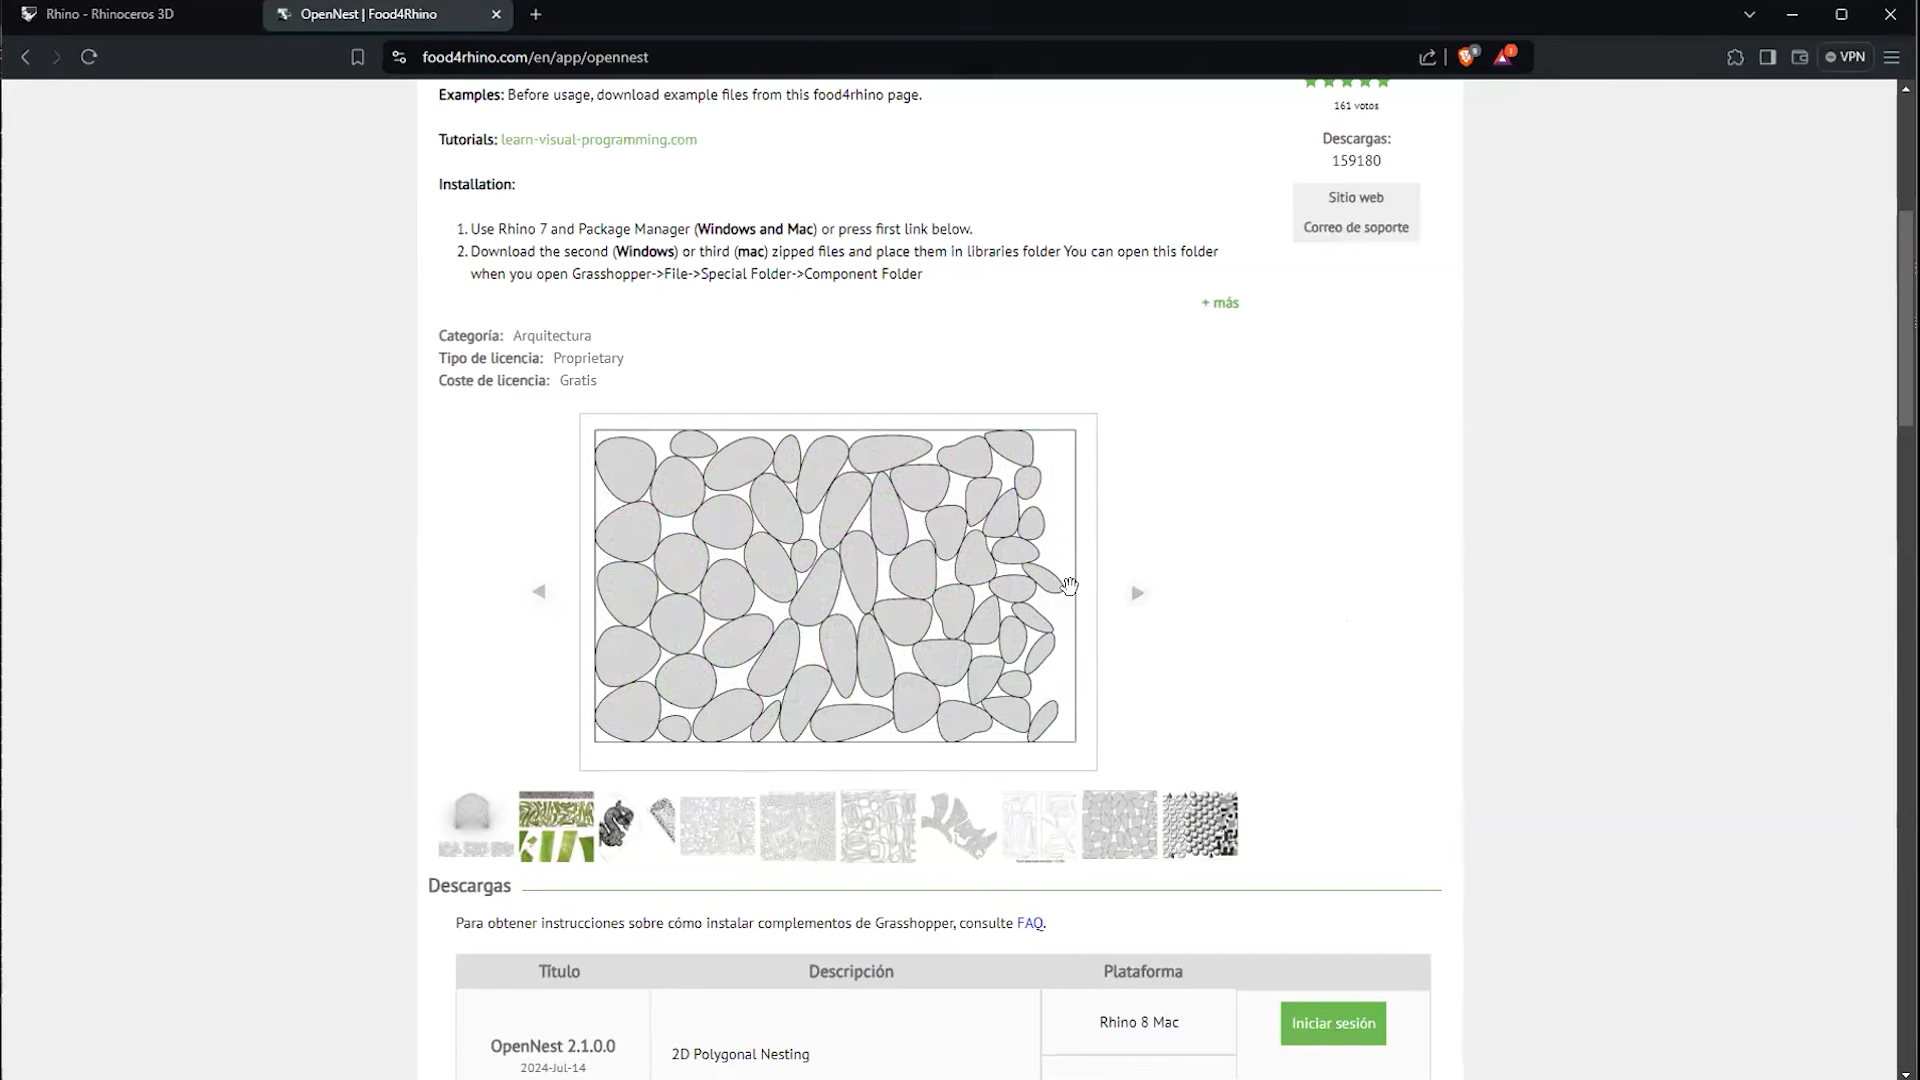 Rhino - Rhinoceros 3D
OpenNest | Food4Rhino
food4rhino.com/en/app/opennest
VPN
Examples: Before usage, download example files from this food4rhino page.
161 votos
Tutorials: learn-visual-programming.com
Descargas:
159180
Installation:
Sitio web
Correo de soporte
1. Use Rhino 7 and Package Manager (Windows and Mac) or press first link below.
2. Download the second (Windows) or third (mac) zipped files and place them in libraries folder You can open this folder
when you open Grasshopper->File->Special Folder->Component Folder
+ más
Categoría: Arquitectura
Tipo de licencia: Proprietary
Coste de licencia: Gratis
Descargas
Para obtener instrucciones sobre cómo instalar complementos de Grasshopper, consulte FAQ.
Título Descripción Plataforma
Rhino 8 Mac
Iniciar sesión
OpenNest 2.1.0.0
2D Polygonal Nesting
2024-Jul-14